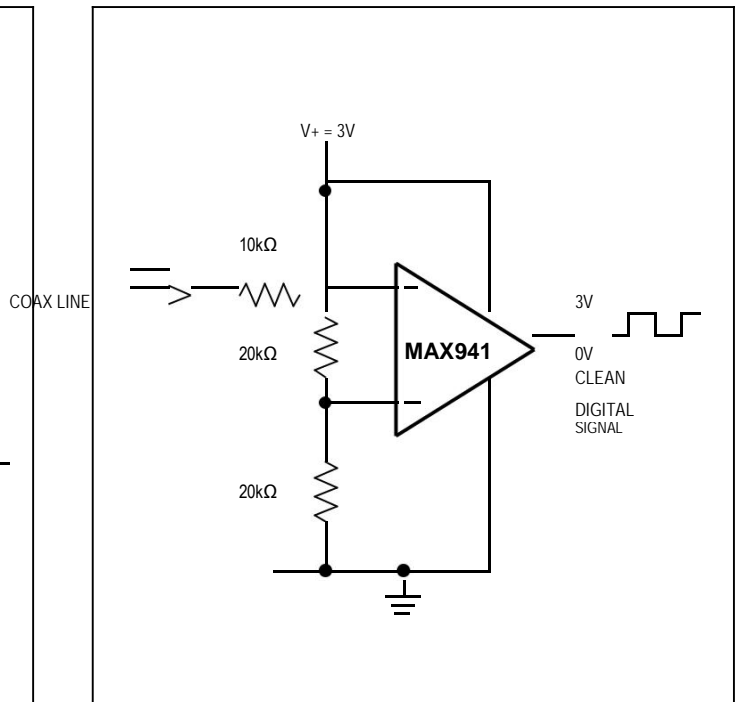 V+ = 3V
10kΩ
COAX LINE
20kΩ
MAX941
3V
0V
CLEAN
DIGITAL
SIGNAL
20kΩ